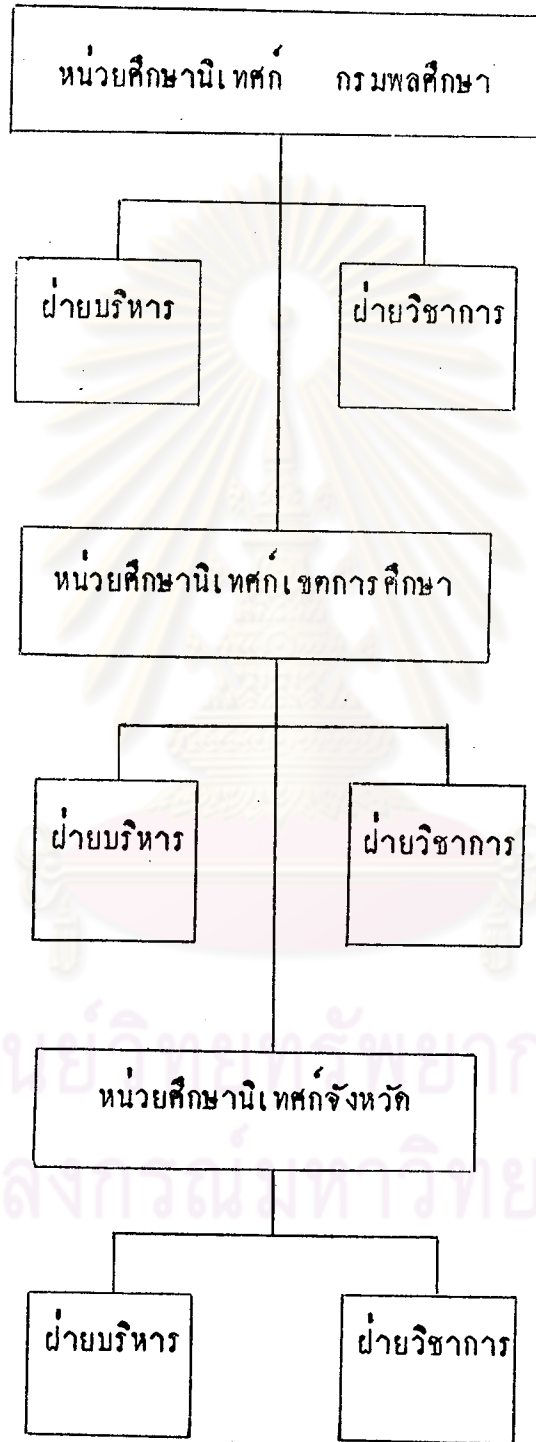 หน่วยศึกษานิเทศก์ กรมพลศึกษา
ฝ่ายบริหาร ฝ่ายวิชาการ
หน่วยศึกษานิเทศก์เขตการศึกษา
ฝ่ายบริหาร ฝ่ายวิชาการ
หน่วยศึกษานิเทศก์จังหวัด
ฝ่ายบริหาร ฝ่ายวิชาการ